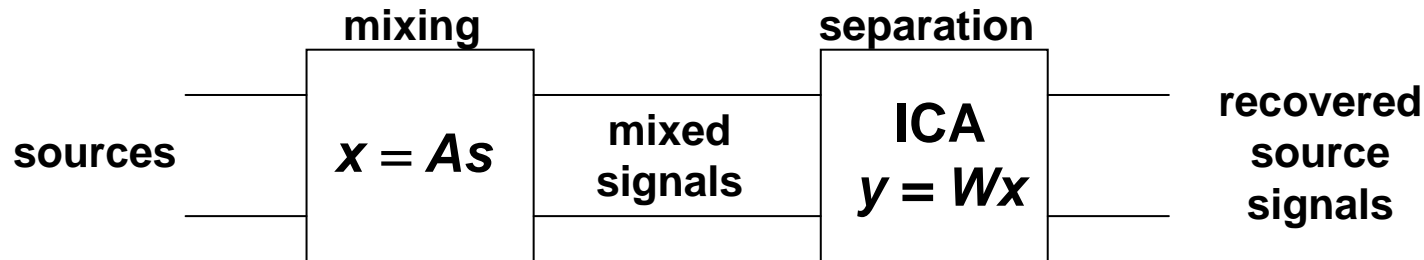 mixing
separation
sources
x = As
mixed
signals
ICA
y = Wx
recovered
source
signals